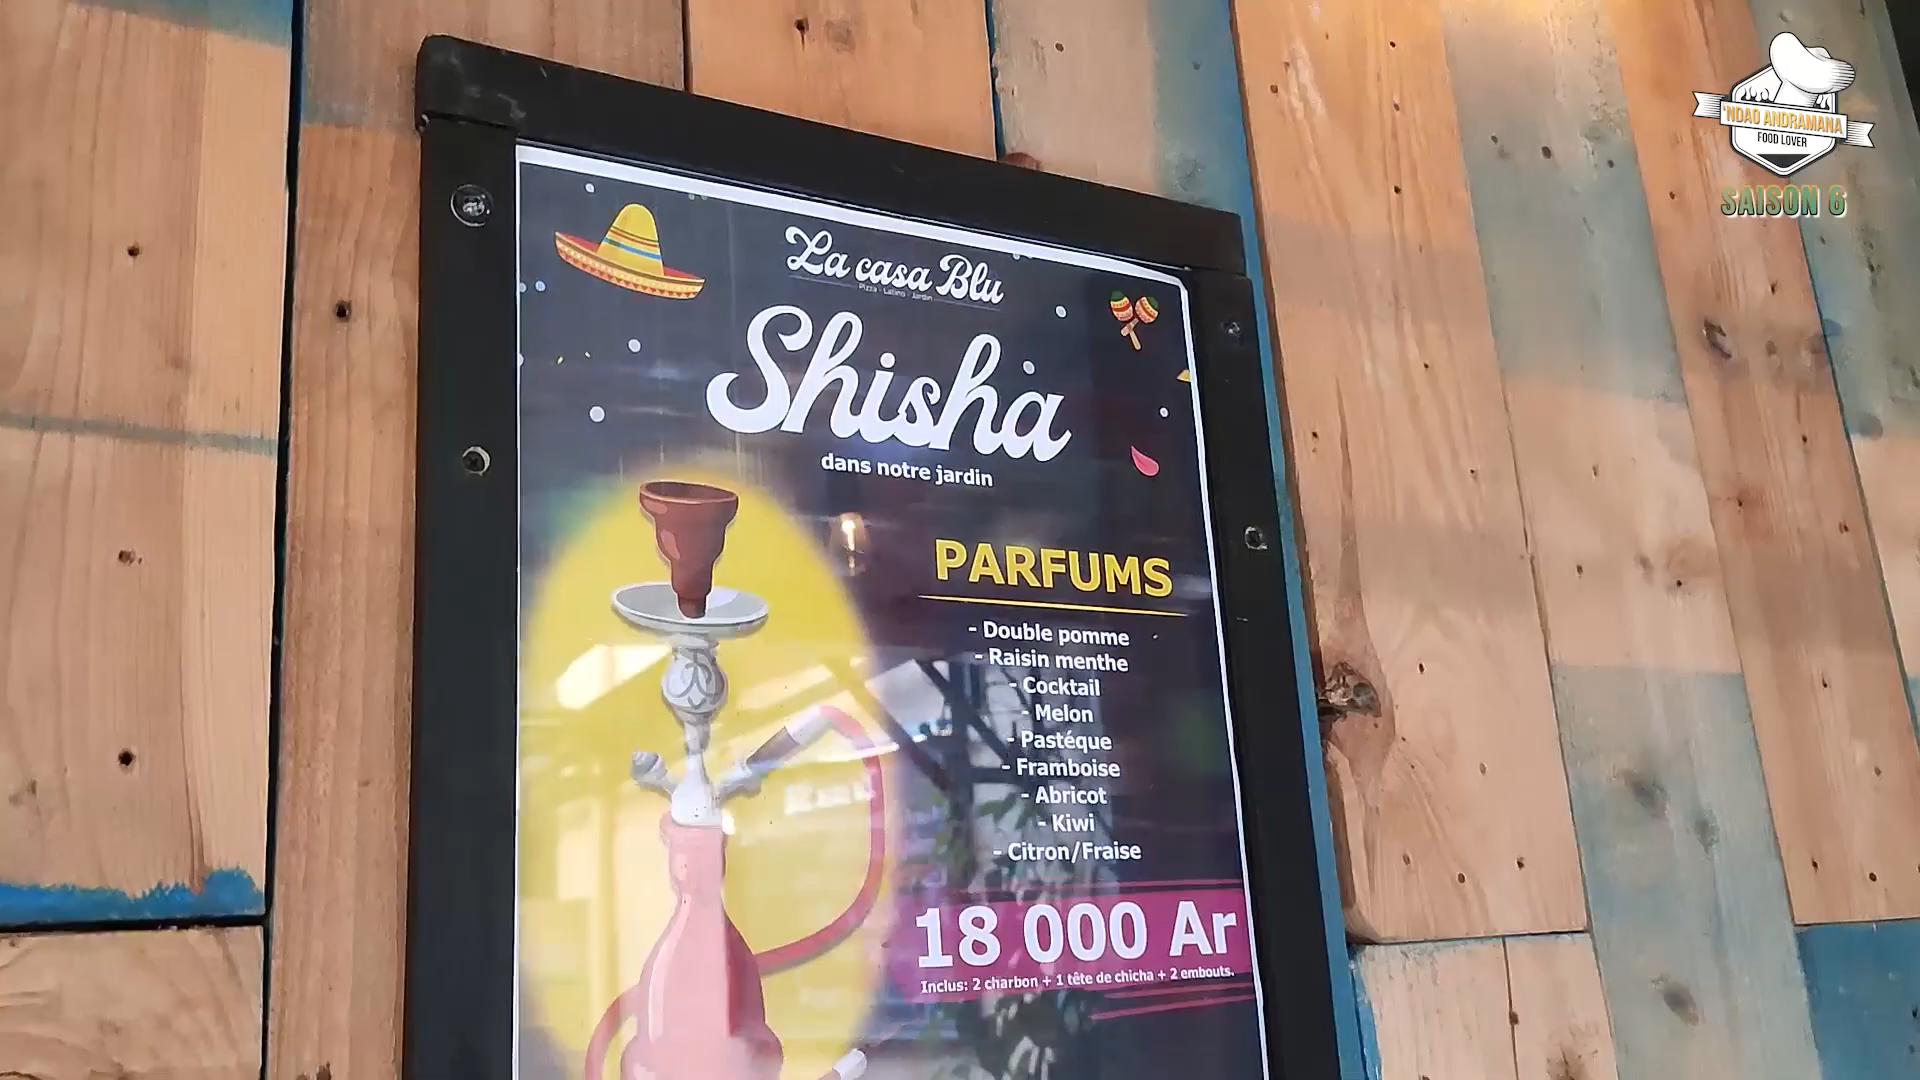 'NDAO ANDRAMANA
FOOD LOVER
SAISON 6
La casa Blu
Pizza - Latino - Jardin
Shisha
dans notre jardin
PARFUMS
- Double pomme
- Raisin menthe
- Cocktail
- Melon
- Pastéque
- Framboise
- Abricot
- Kiwi
- Citron/Fraise
18 000 Ar
Inclus: 2 charbon + 1 tête de chicha + 2 embouts.